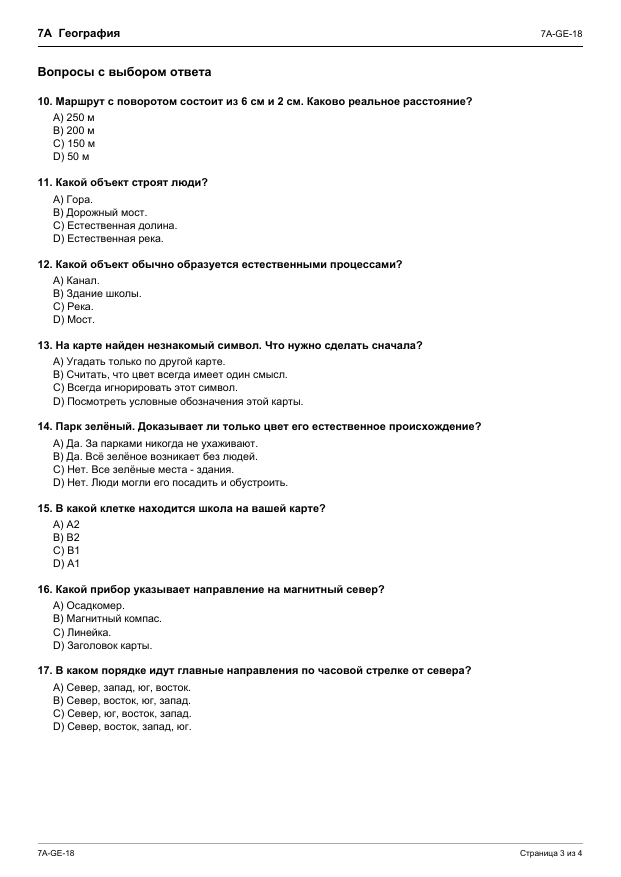 7A География
7A-GE-18
Вопросы с выбором ответа
10. Маршрут с поворотом состоит из 6 см и 2 см. Каково реальное расстояние?
A) 250 м
B) 200 м
C) 150 м
D) 50 м
11. Какой объект строят люди?
A) Гора.
B) Дорожный мост.
C) Естественная долина.
D) Естественная река.
12. Какой объект обычно образуется естественными процессами?
A) Канал.
B) Здание школы.
C) Река.
D) Мост.
13. На карте найден незнакомый символ. Что нужно сделать сначала?
A) Угадать только по другой карте.
B) Считать, что цвет всегда имеет один смысл.
C) Всегда игнорировать этот символ.
D) Посмотреть условные обозначения этой карты.
14. Парк зелёный. Доказывает ли только цвет его естественное происхождение?
A) Да. За парками никогда не ухаживают.
B) Да. Всё зелёное возникает без людей.
C) Нет. Все зелёные места - здания.
D) Нет. Люди могли его посадить и обустроить.
15. В какой клетке находится школа на вашей карте?
A) A2
B) B2
C) B1
D) A1
16. Какой прибор указывает направление на магнитный север?
A) Осадкомер.
B) Магнитный компас.
C) Линейка.
D) Заголовок карты.
17. В каком порядке идут главные направления по часовой стрелке от севера?
A) Север, запад, юг, восток.
B) Север, восток, юг, запад.
C) Север, юг, восток, запад.
D) Север, восток, запад, юг.
7A-GE-18
Страница 3 из 4